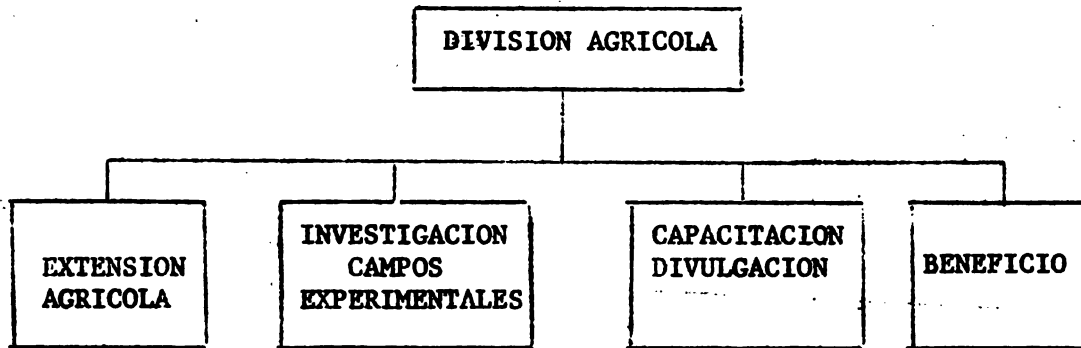 DIVISION AGRICOLA
EXTENSION
AGRICOLA
INVESTIGACION
CAMPOS
EXPERIMENTALES
CAPACITACION
DIVULGACION
BENEFICIO